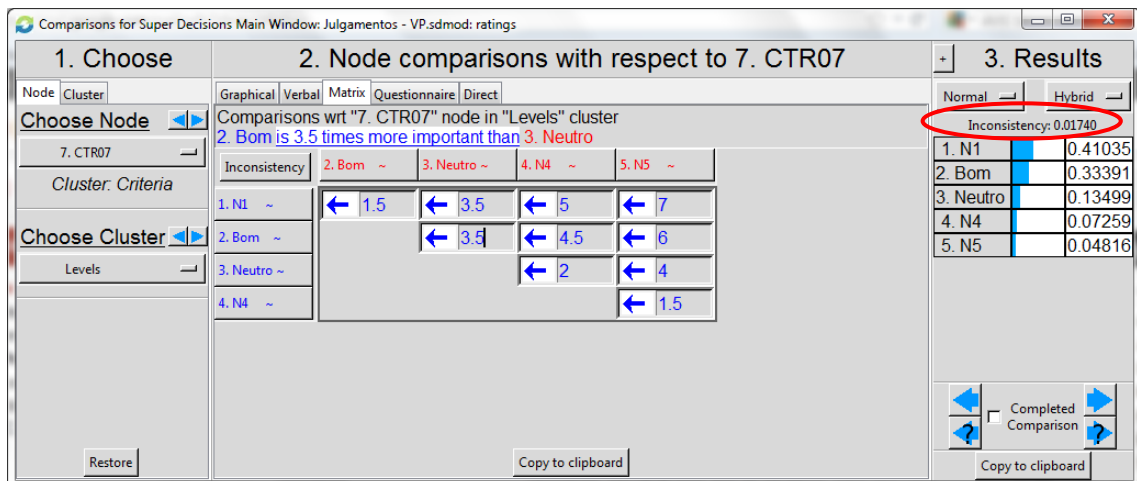 Comparisons for Super Decisions Main Window: Julgamentos - VP.sdmod: ratings
1. Choose
Node Cluster
Choose Node
7. CTR07
Cluster: Criteria
Choose Cluster
Levels
Restore
2. Node comparisons with respect to 7. CTR07
Graphical Verbal Matrix Questionnaire Direct
Comparisons wrt "7. CTR07" node in "Levels" cluster
2. Bom is 3.5 times more important than 3. Neutro
Inconsistency 2. Bom ~ 3. Neutro ~ 4. N4 ~ 5. N5 ~
1. N1 ~ 1.5 3.5 5 7
2. Bom ~ 3.5 4.5 6
3. Neutro ~ 2 4
4. N4 ~ 1.5
Copy to clipboard
+ 3. Results
Normal Hybrid
Inconsistency: 0.01740
1. N1 0.41035
2. Bom 0.33391
3. Neutro 0.13499
4. N4 0.07259
5. N5 0.04816
Completed
Comparison
? ?
Copy to clipboard